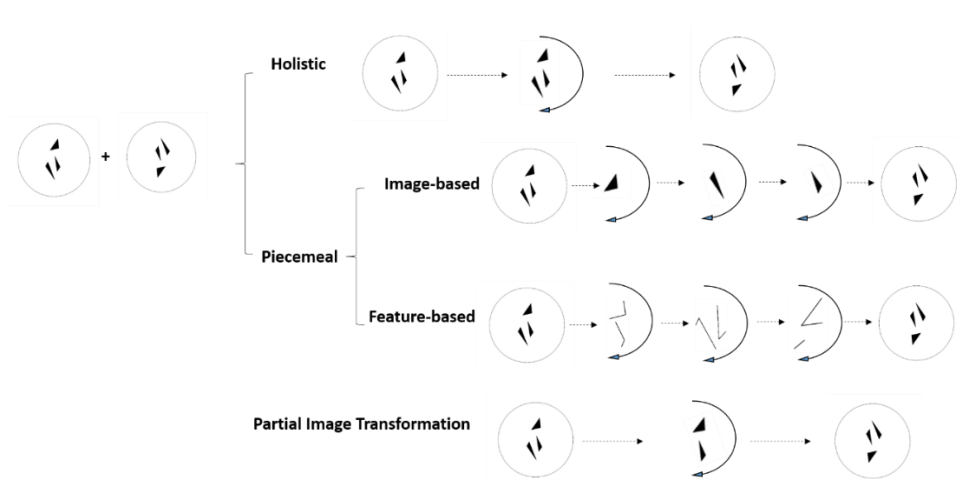 Holistic
+
Image-based
Piecemeal
Feature-based
Partial Image Transformation